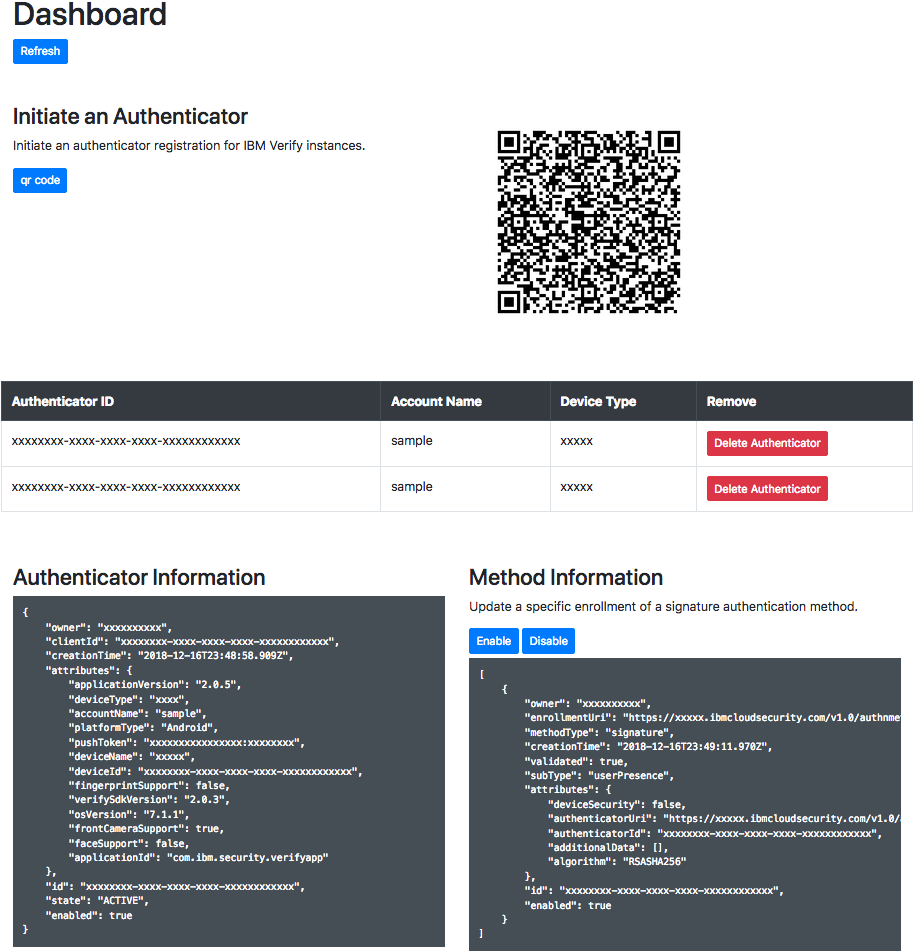 Dashboard
Refresh
Initiate an Authenticator
Initiate an authenticator registration for IBM Verify instances.
qr code
Authenticator ID Account Name Device Type Remove
xxxxxxxx-xxxx-xxxx-xxxx-xxxxxxxxxxxx sample xxxxx Delete Authenticator
xxxxxxxx-xxxx-xxxx-xxxx-xxxxxxxxxxxx sample xxxxx Delete Authenticator
Authenticator Information
{
"owner": "xxxxxxxxxx",
"clientId": "xxxxxxxx-xxxx-xxxx-xxxx-xxxxxxxxxxxx",
"creationTime": "2018-12-16T23:48:58.909Z",
"attributes": {
"applicationVersion": "2.0.5",
"deviceType": "xxxx",
"accountName": "sample",
"platformType": "Android",
"pushToken": "xxxxxxxxxxxxxxxx:xxxxxxxx",
"deviceName": "xxxxx",
"deviceId": "xxxxxxxx-xxxx-xxxx-xxxx-xxxxxxxxxxxx",
"fingerprintSupport": false,
"verifySdkVersion": "2.0.3",
"osVersion": "7.1.1",
"frontCameraSupport": true,
"faceSupport": false,
"applicationId": "com.ibm.security.verifyapp"
},
"id": "xxxxxxxx-xxxx-xxxx-xxxx-xxxxxxxxxxxx",
"state": "ACTIVE",
"enabled": true
}
Method Information
Update a specific enrollment of a signature authentication method.
Enable Disable
[
{
"owner": "xxxxxxxxxx",
"enrollmentUri": "https://xxxxx.ibmcloudsecurity.com/v1.0/authnme
"methodType": "signature",
"creationTime": "2018-12-16T23:49:11.970Z",
"validated": true,
"subType": "userPresence",
"attributes": {
"deviceSecurity": false,
"authenticatorUri": "https://xxxxx.ibmcloudsecurity.com/v1.0/a
"authenticatorId": "xxxxxxxx-xxxx-xxxx-xxxx-xxxxxxxxxxxx",
"additionalData": [],
"algorithm": "RSASHA256"
},
"id": "xxxxxxxx-xxxx-xxxx-xxxx-xxxxxxxxxxxx",
"enabled": true
}
]